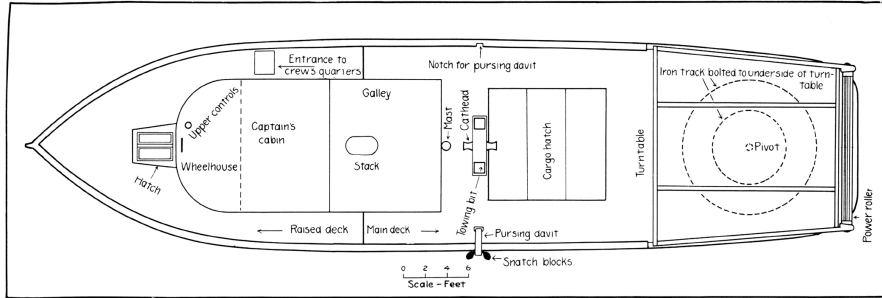 Entrance to
crew's quarters
Notch for pursing davit
Iron track bolted to underside of turn-
table
Upper controls
Galley
Mast
Cathead
Captain's
cabin
Cargo hatch
Turntable
Pivot
Wheelhouse
Stack
Hatch
Towing bit
Raised deck
Main deck
Pursing davit
Power roller
Snatch blocks
0 2 4 6
Scale - Feet